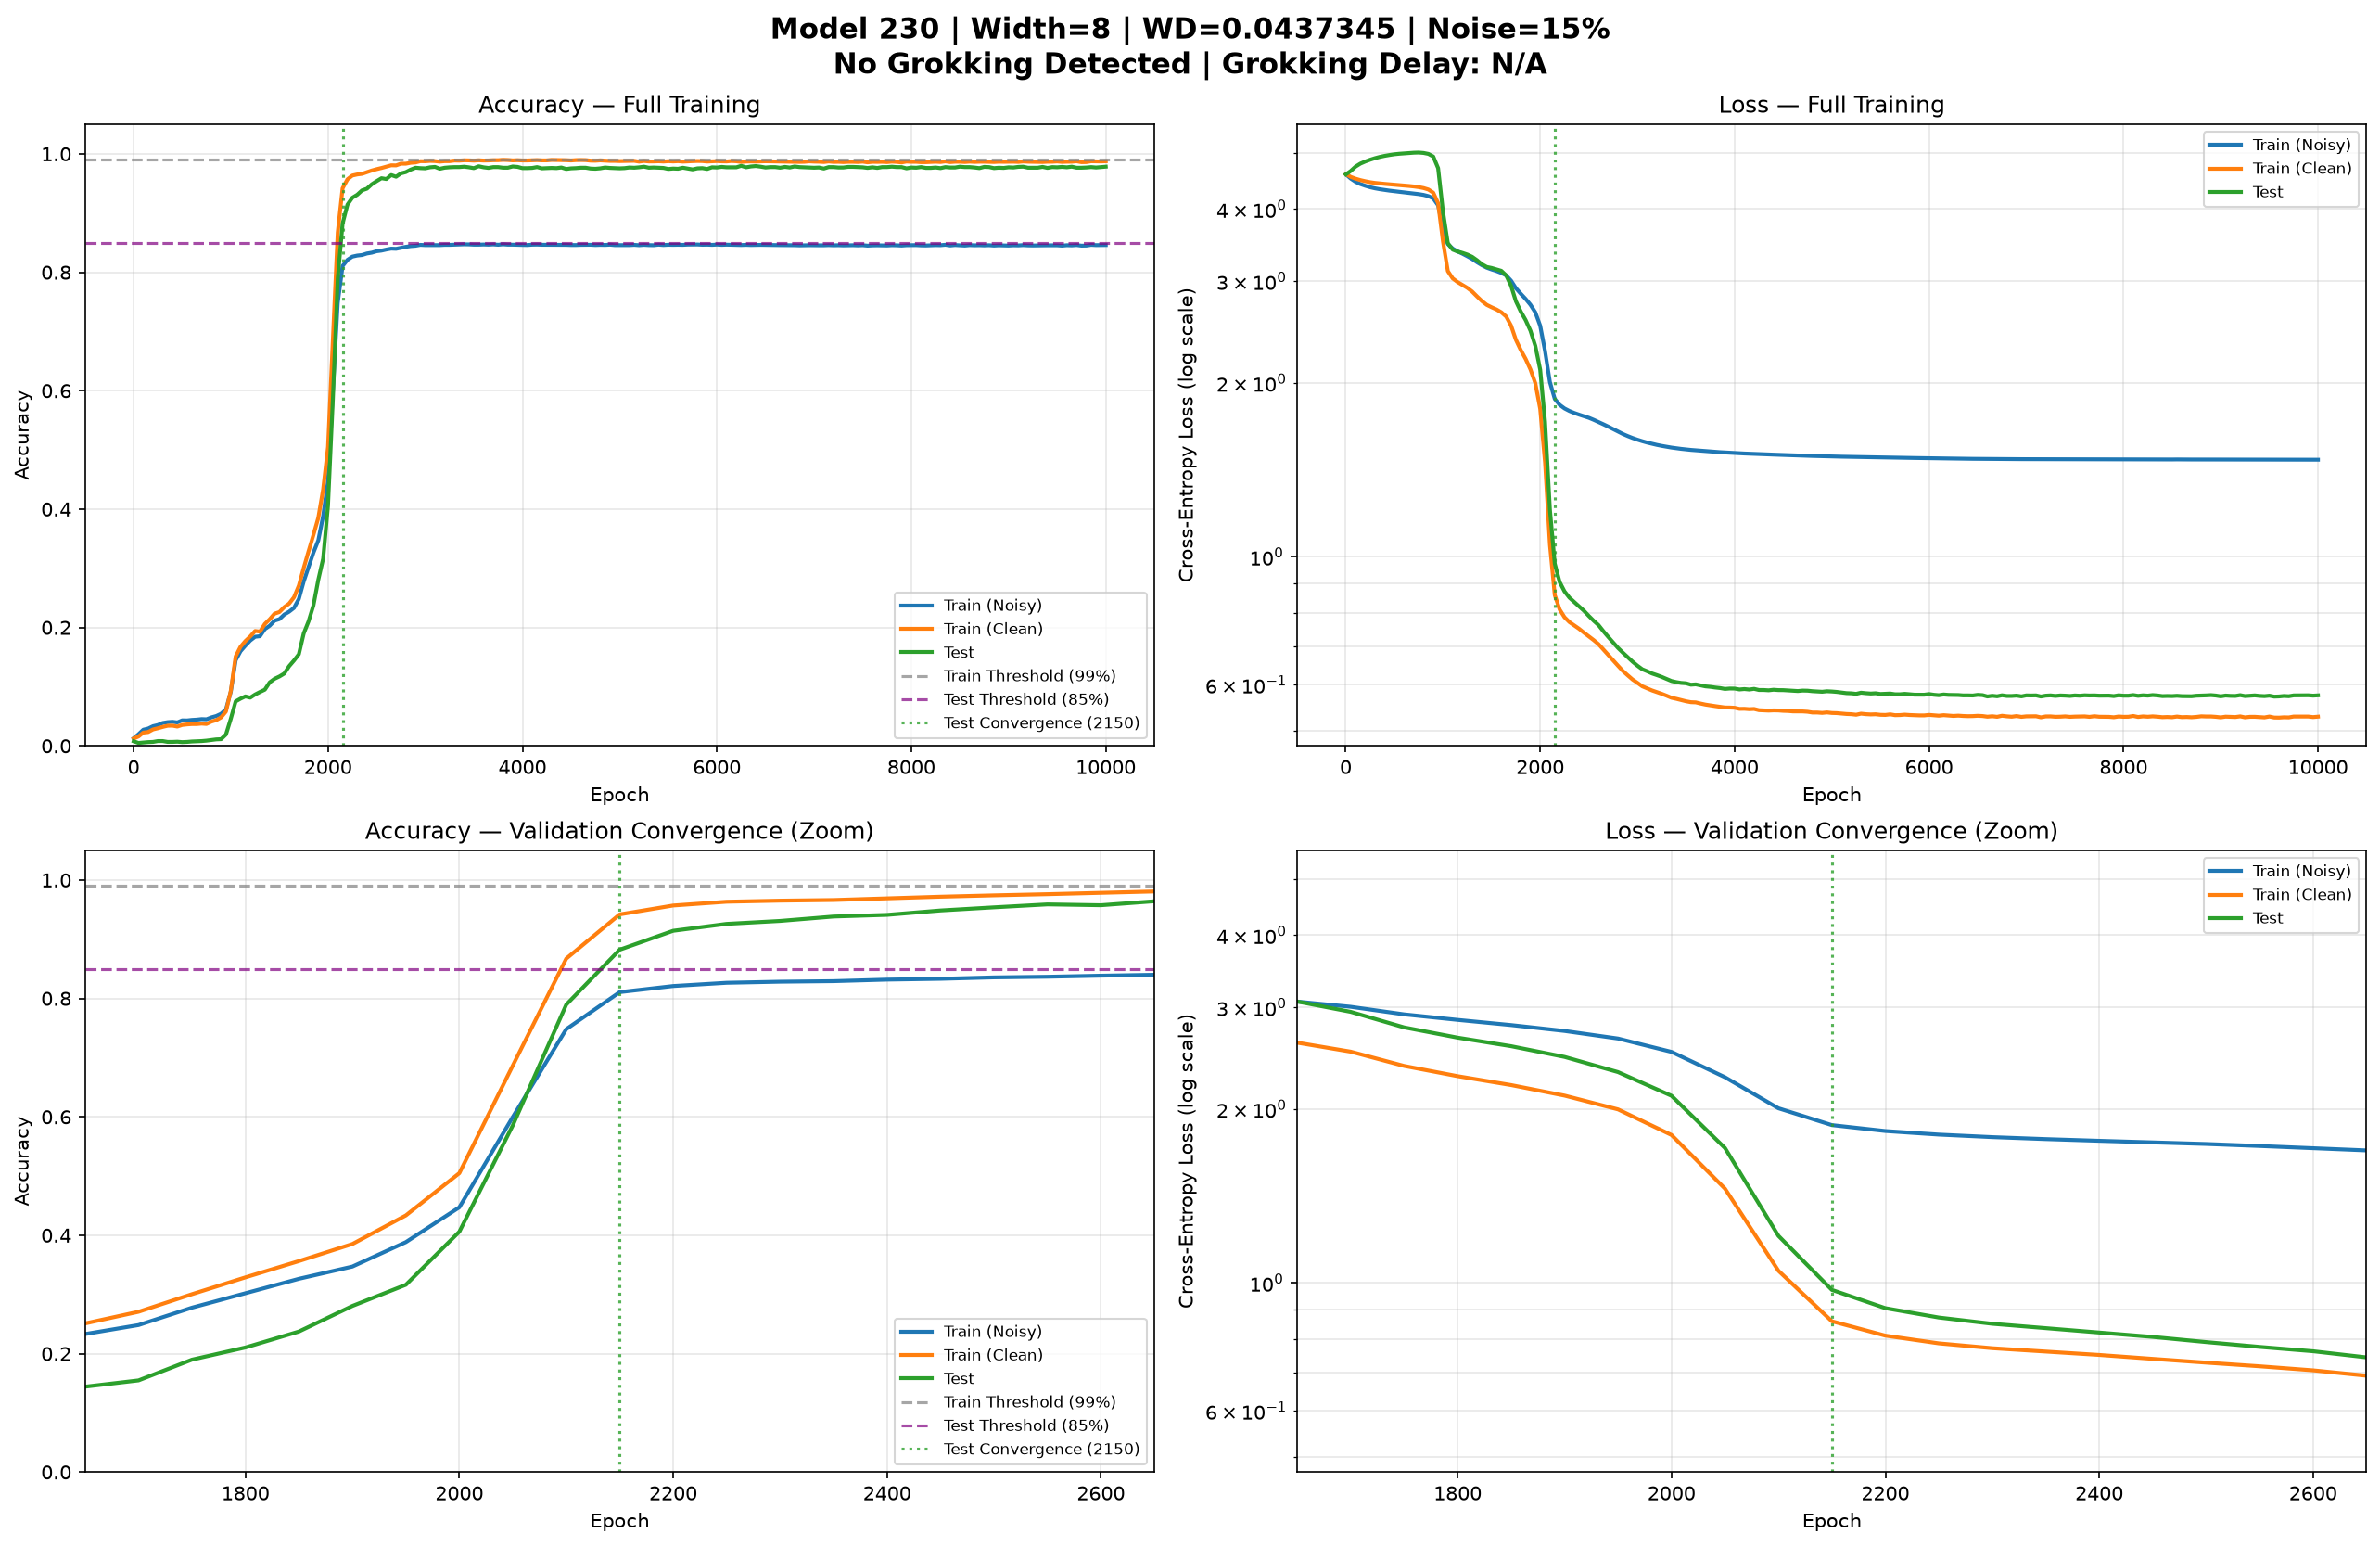 Model 230 | Width=8 | WD=0.0437345 | Noise=15%
No Grokking Detected | Grokking Delay: N/A
Accuracy — Full Training
1.0
0.8
0.6
0.4
0.2
0.0
Accuracy
0 2000 4000 6000 8000 10000
Epoch
Train (Noisy)
Train (Clean)
Test
Train Threshold (99%)
Test Threshold (85%)
Test Convergence (2150)
Loss — Full Training
4 × 10⁰
3 × 10⁰
2 × 10⁰
10⁰
6 × 10⁻¹
Cross-Entropy Loss (log scale)
0 2000 4000 6000 8000 10000
Epoch
Train (Noisy)
Train (Clean)
Test
Accuracy — Validation Convergence (Zoom)
1.0
0.8
0.6
0.4
0.2
0.0
Accuracy
1800 2000 2200 2400 2600
Epoch
Train (Noisy)
Train (Clean)
Test
Train Threshold (99%)
Test Threshold (85%)
Test Convergence (2150)
Loss — Validation Convergence (Zoom)
4 × 10⁰
3 × 10⁰
2 × 10⁰
10⁰
6 × 10⁻¹
Cross-Entropy Loss (log scale)
1800 2000 2200 2400 2600
Epoch
Train (Noisy)
Train (Clean)
Test